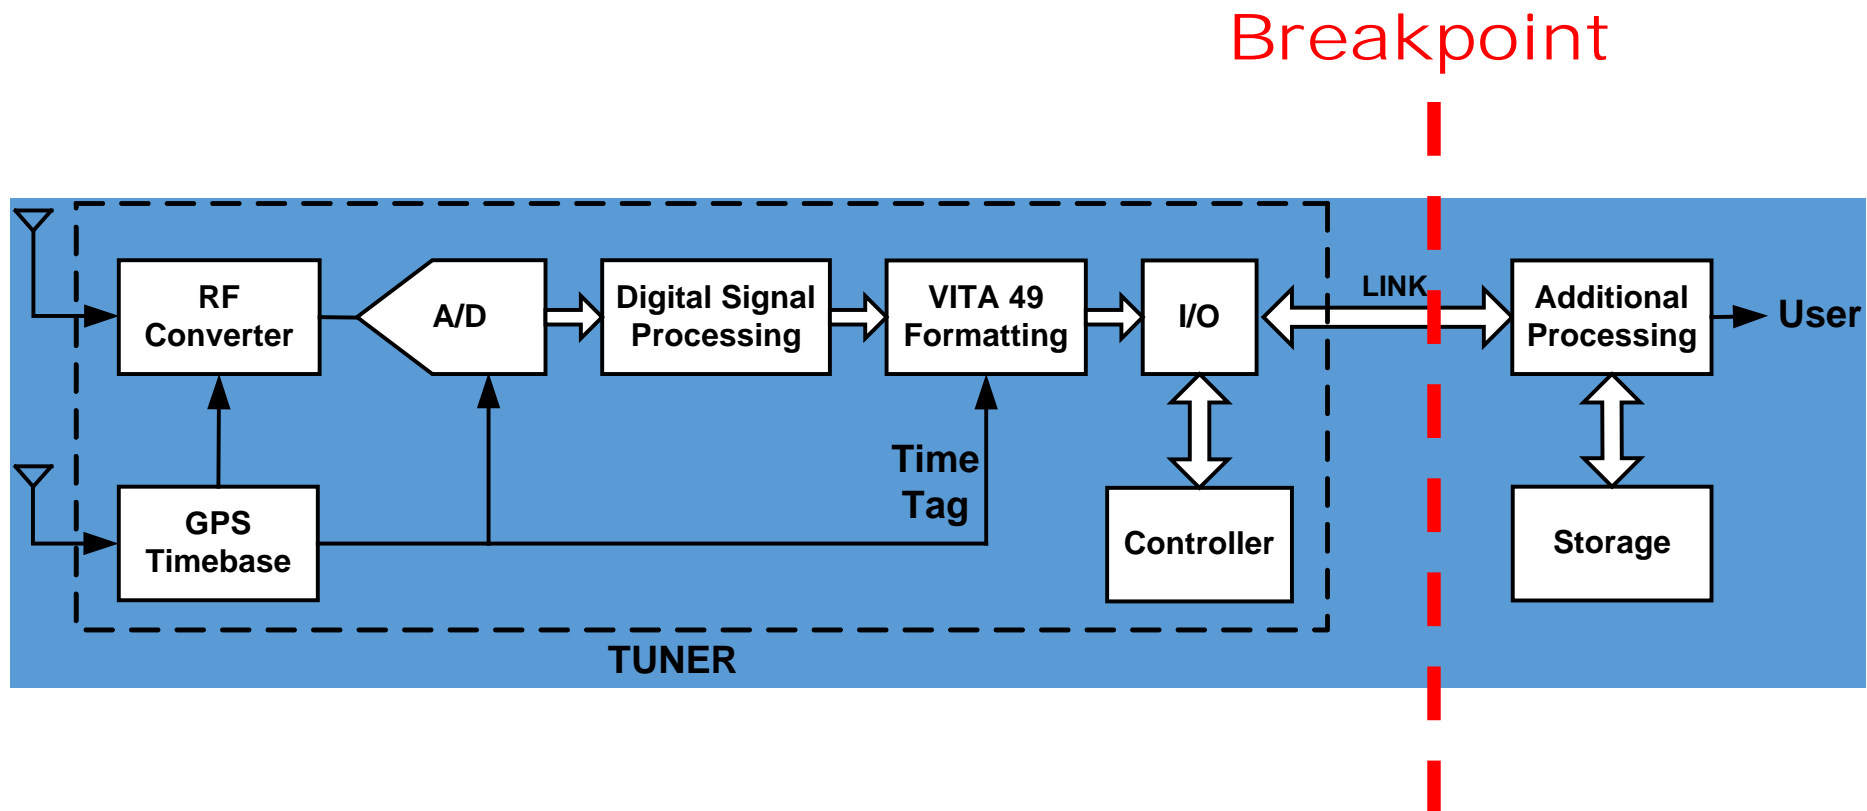 Breakpoint
RF
Converter
A/D
Digital Signal
Processing
VITA 49
Formatting
I/O
LINK
Additional
Processing
User
GPS
Timebase
Time
Tag
Controller
Storage
TUNER